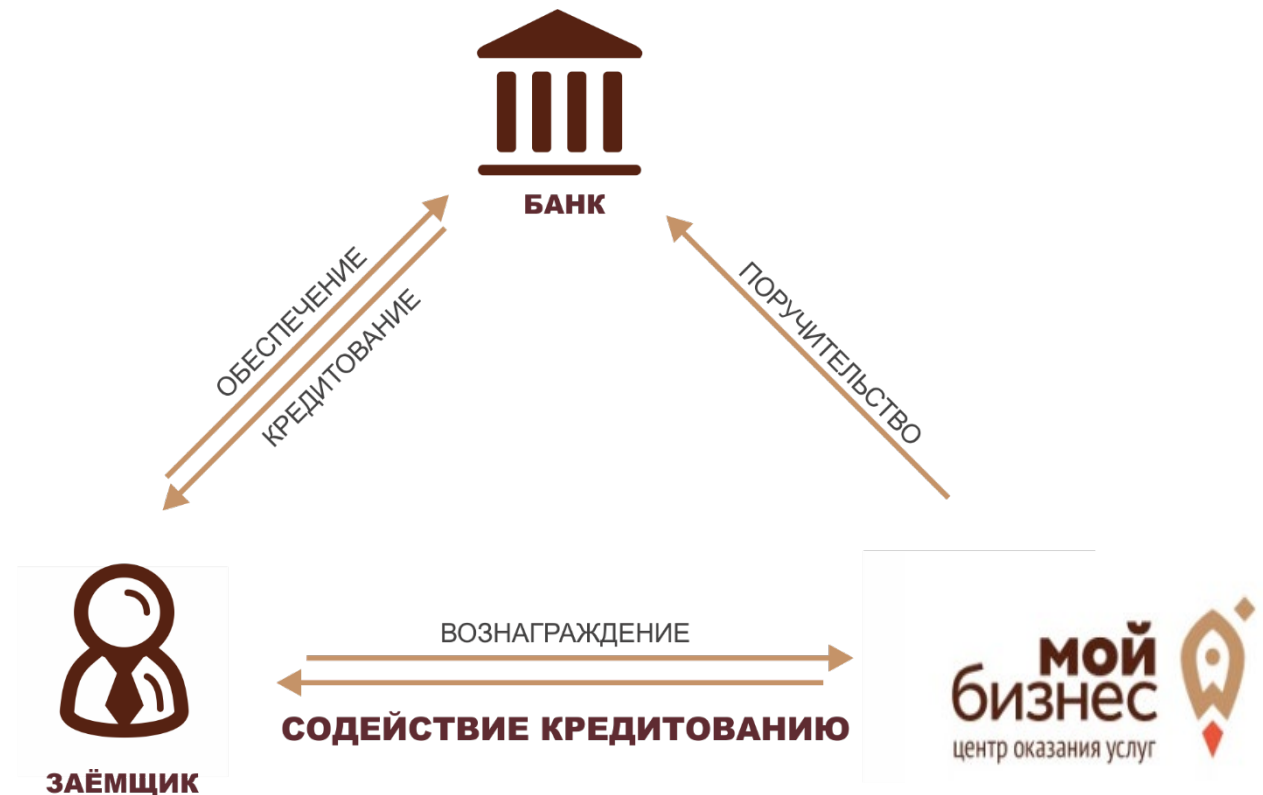 БАНК
ОБЕСПЕЧЕНИЕ
КРЕДИТОВАНИЕ
ПОРУЧИТЕЛЬСТВО
ВОЗНАГРАЖДЕНИЕ
СОДЕЙСТВИЕ КРЕДИТОВАНИЮ
ЗАЁМЩИК
мой
бизнес
центр оказания услуг